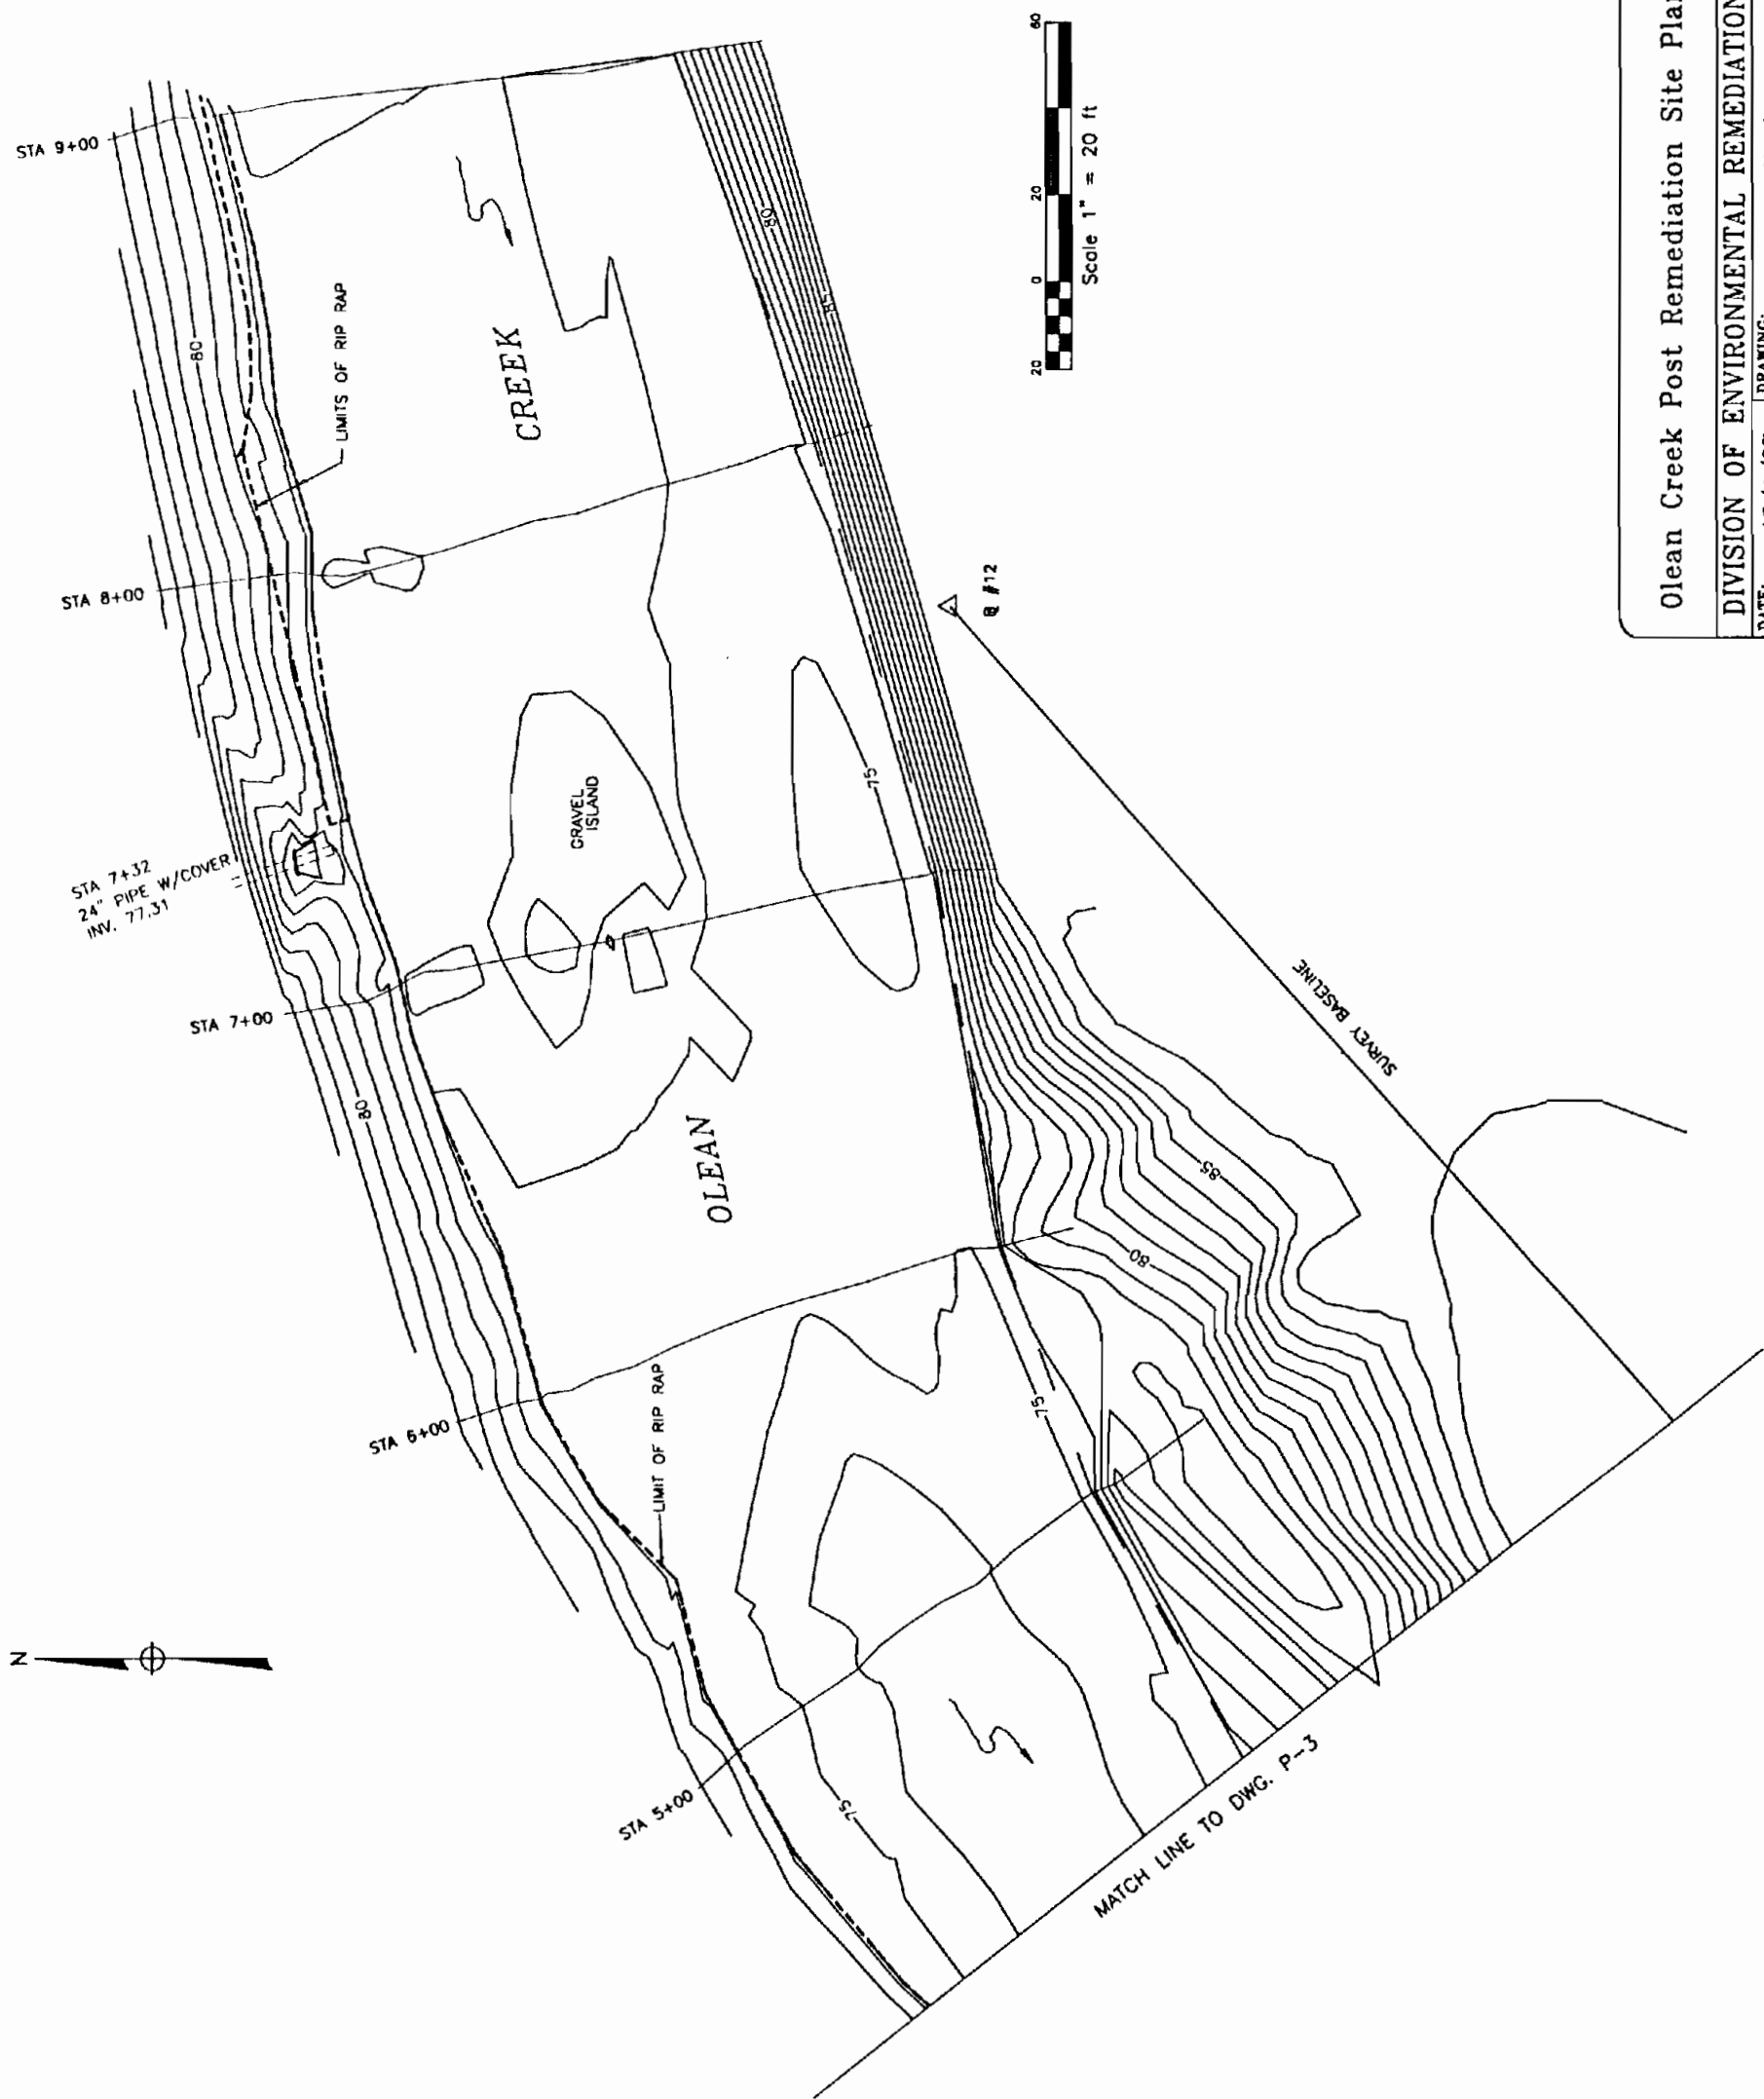 STA 9+00
60
20
0
20
Scale 1" = 20 ft
80
80
LIMITS OF RIP RAP
85
CREEK
STA 8+00
@ #12
75
GRAVEL
ISLAND
STA 7+32
24" PIPE W/COVER
INV. 77.31
STA 7+00
SURVEY BASELINE
80
OLEAN
85
80
STA 6+00
LIMIT OF RIP RAP
75
N
STA 5+00
75
MATCH LINE TO DWG. P-3
Olean Creek Post Remediation Site Plan
DIVISION OF ENVIRONMENTAL REMEDIATION
DATE:
DRAWING: